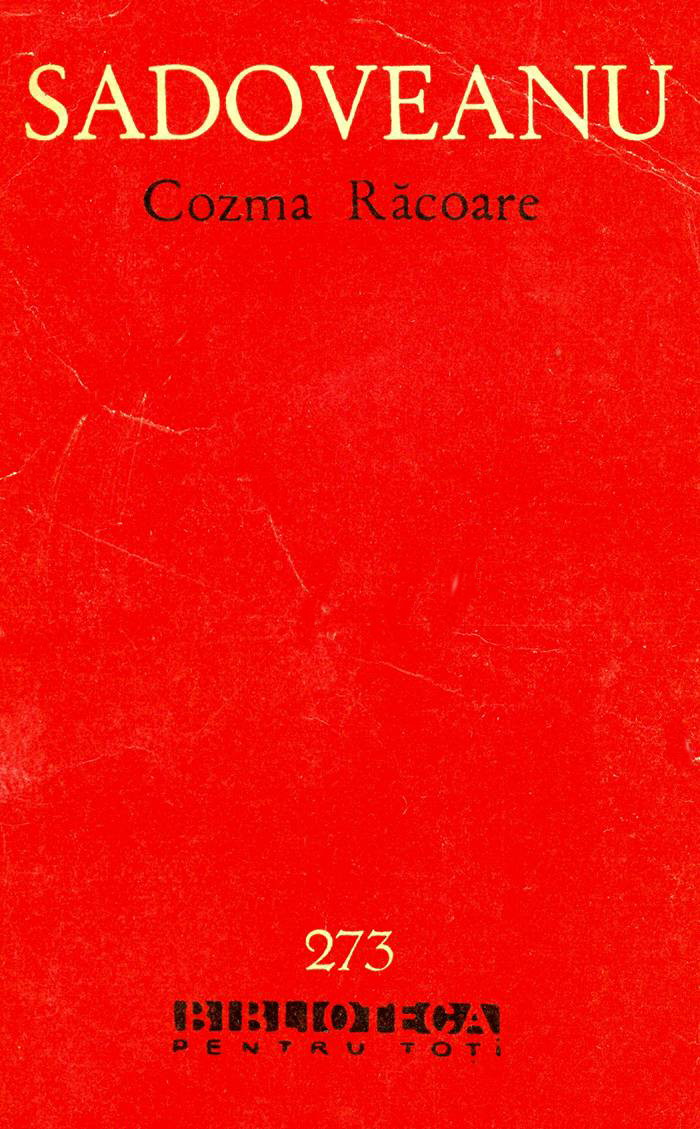 SADOVEANU
Cozma Răcoare
273
BIBLIOTECA
PENTRU TOȚI